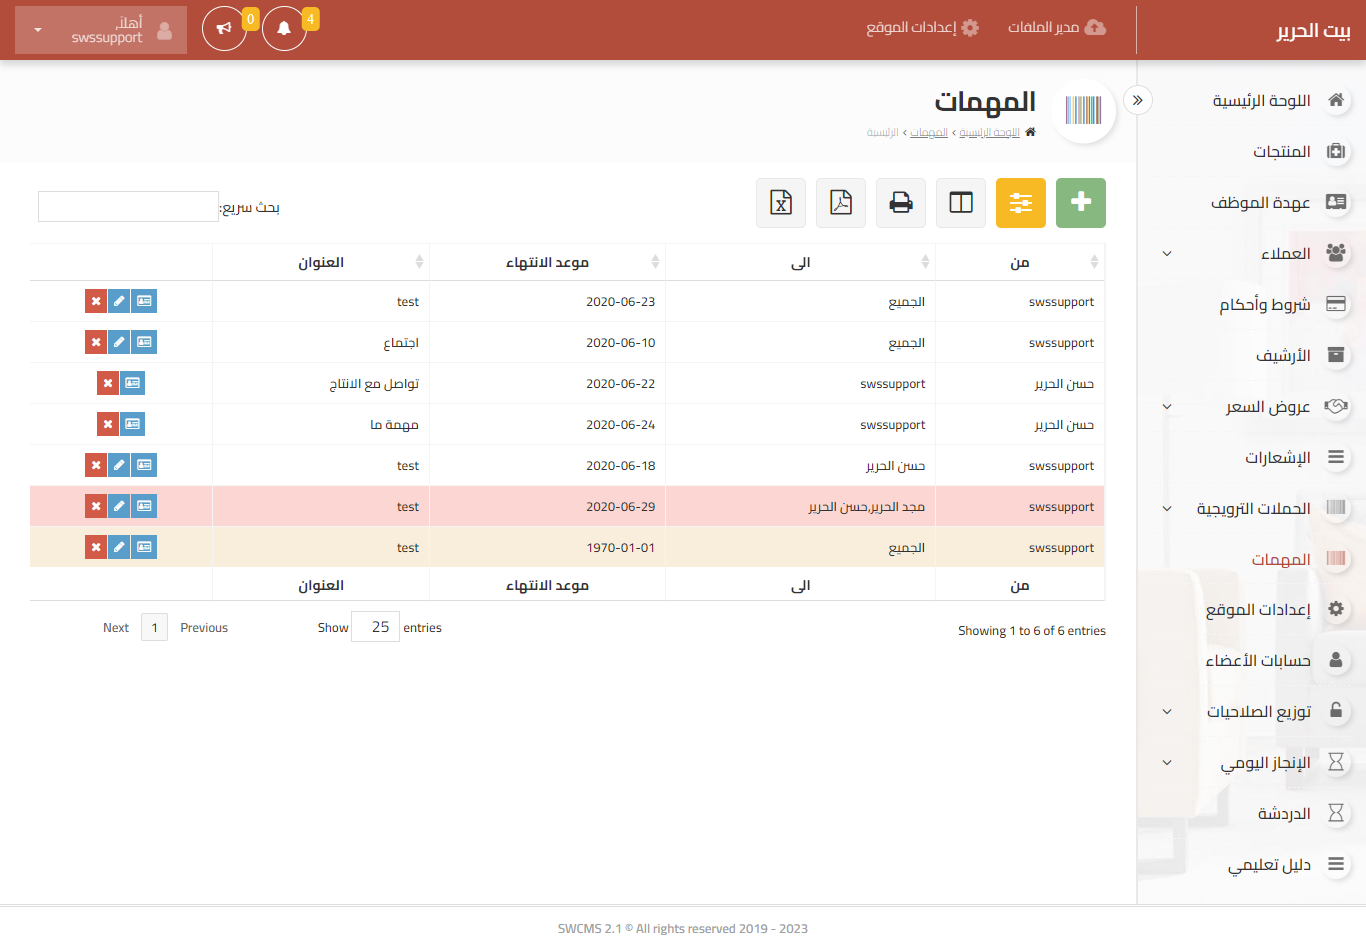 بيت الحرير
مدير الملفات
إعدادات الموقع
4
0
أهلاً,
swssupport
اللوحة الرئيسية
المنتجات
عهدة الموظف
العملاء
شروط وأحكام
الأرشيف
عروض السعر
الإشعارات
الحملات الترويجية
المهمات
إعدادات الموقع
حسابات الأعضاء
توزيع الصلاحيات
الإنجاز اليومي
الدردشة
دليل تعليمي
المهمات
اللوحة الرئيسية › المهمات › الرئيسية
بحث سريع:
من الى موعد الانتهاء العنوان
swssupport الجميع 2020-06-23 test
swssupport الجميع 2020-06-10 اجتماع
حسن الحرير swssupport 2020-06-22 تواصل مع الانتاج
حسن الحرير swssupport 2020-06-24 مهمة ما
swssupport حسن الحرير 2020-06-18 test
swssupport مجد الحرير,حسن الحرير 2020-06-29 test
swssupport الجميع 1970-01-01 test
من الى موعد الانتهاء العنوان
Showing 1 to 6 of 6 entries
Show 25 entries
Next 1 Previous
SWCMS 2.1 © All rights reserved 2019 - 2023